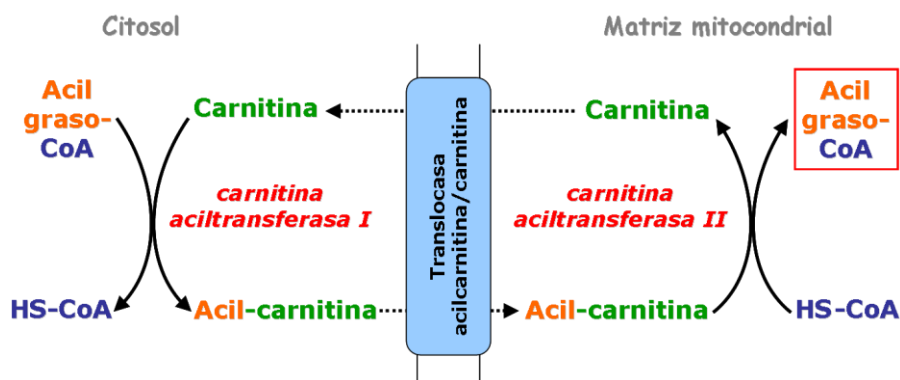 Citosol
Matriz mitocondrial
Acil
graso-
CoA
Carnitina
Carnitina
Acil
graso-
CoA
carnitina
aciltransferasa I
Translocasa
acilcarnitina/carnitina
carnitina
aciltransferasa II
HS-CoA
Acil-carnitina
Acil-carnitina
HS-CoA